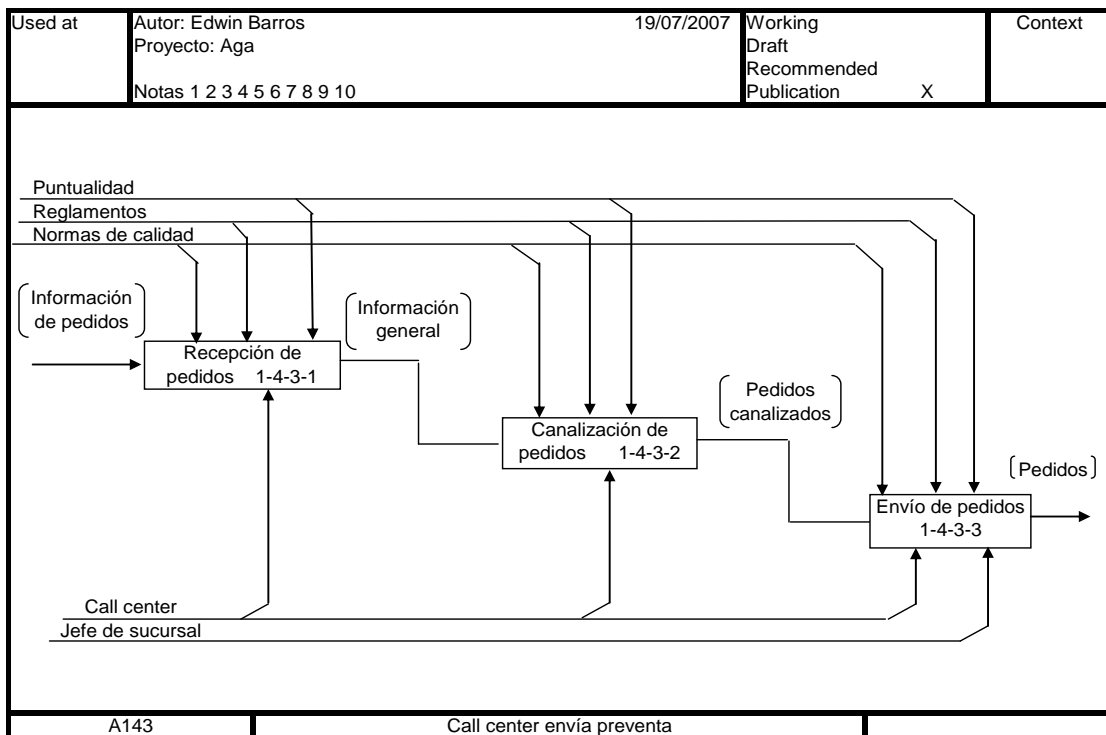 Used at
Autor: Edwin Barros 19/07/2007
Proyecto: Aga
Notas 1 2 3 4 5 6 7 8 9 10
Working
Draft
Recommended
Publication X
Context
Puntualidad
Reglamentos
Normas de calidad
Información
de pedidos
Información
general
Recepción de
pedidos 1-4-3-1
Pedidos
canalizados
Canalización de
pedidos 1-4-3-2
Pedidos
Envío de pedidos
1-4-3-3
Call center
Jefe de sucursal
A143
Call center envía preventa